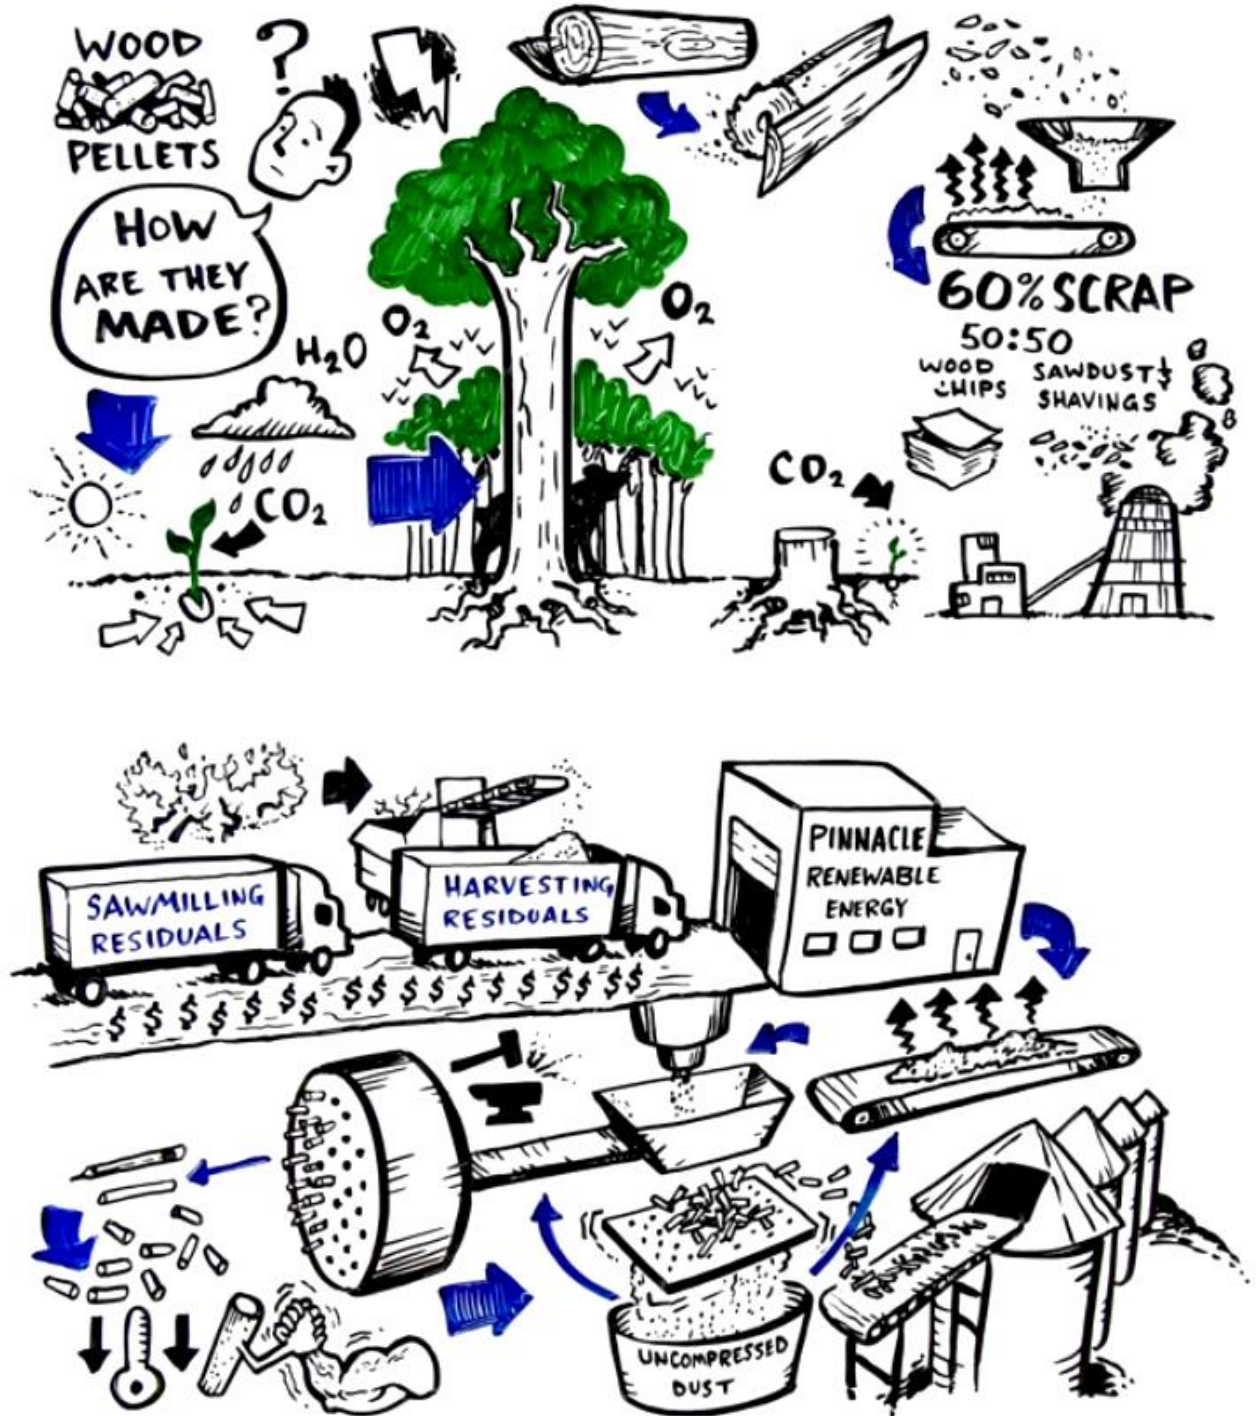 WOOD
PELLETS
?
HOW
ARE THEY
MADE?
H₂O
CO₂
O₂
O₂
60% SCRAP
50:50
WOOD
CHIPS
SAWDUST &
SHAVINGS
CO₂
SAWMILLING
RESIDUALS
HARVESTING
RESIDUALS
$ $ $ $ $ $ $ $ $ $ $ $ $ $ $ $ $
PINNACLE
RENEWABLE
ENERGY
UNCOMPRESSED
DUST